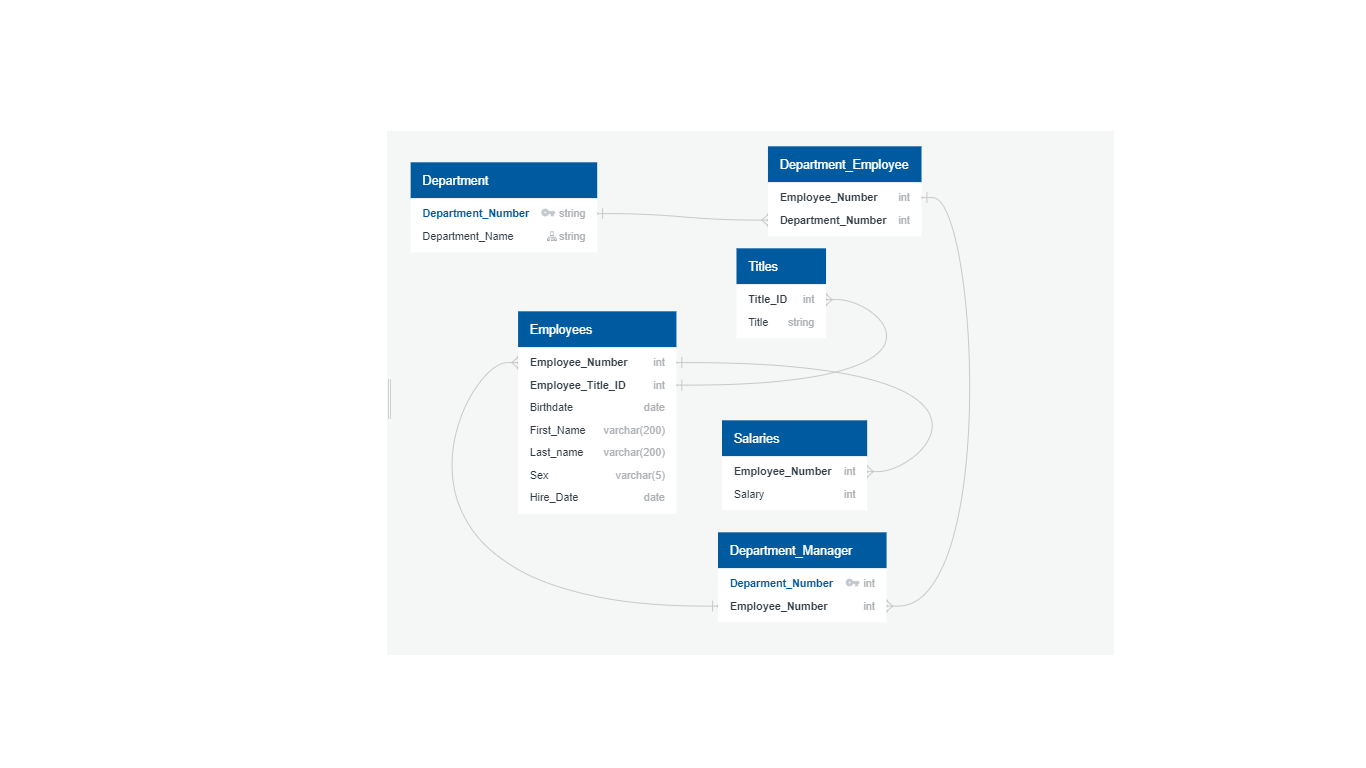 Department
Department_Number string
Department_Name string
Department_Employee
Employee_Number int
Department_Number int
Titles
Title_ID int
Title string
Employees
Employee_Number int
Employee_Title_ID int
Birthdate date
First_Name varchar(200)
Last_name varchar(200)
Sex varchar(5)
Hire_Date date
Salaries
Employee_Number int
Salary int
Department_Manager
Deparment_Number int
Employee_Number int